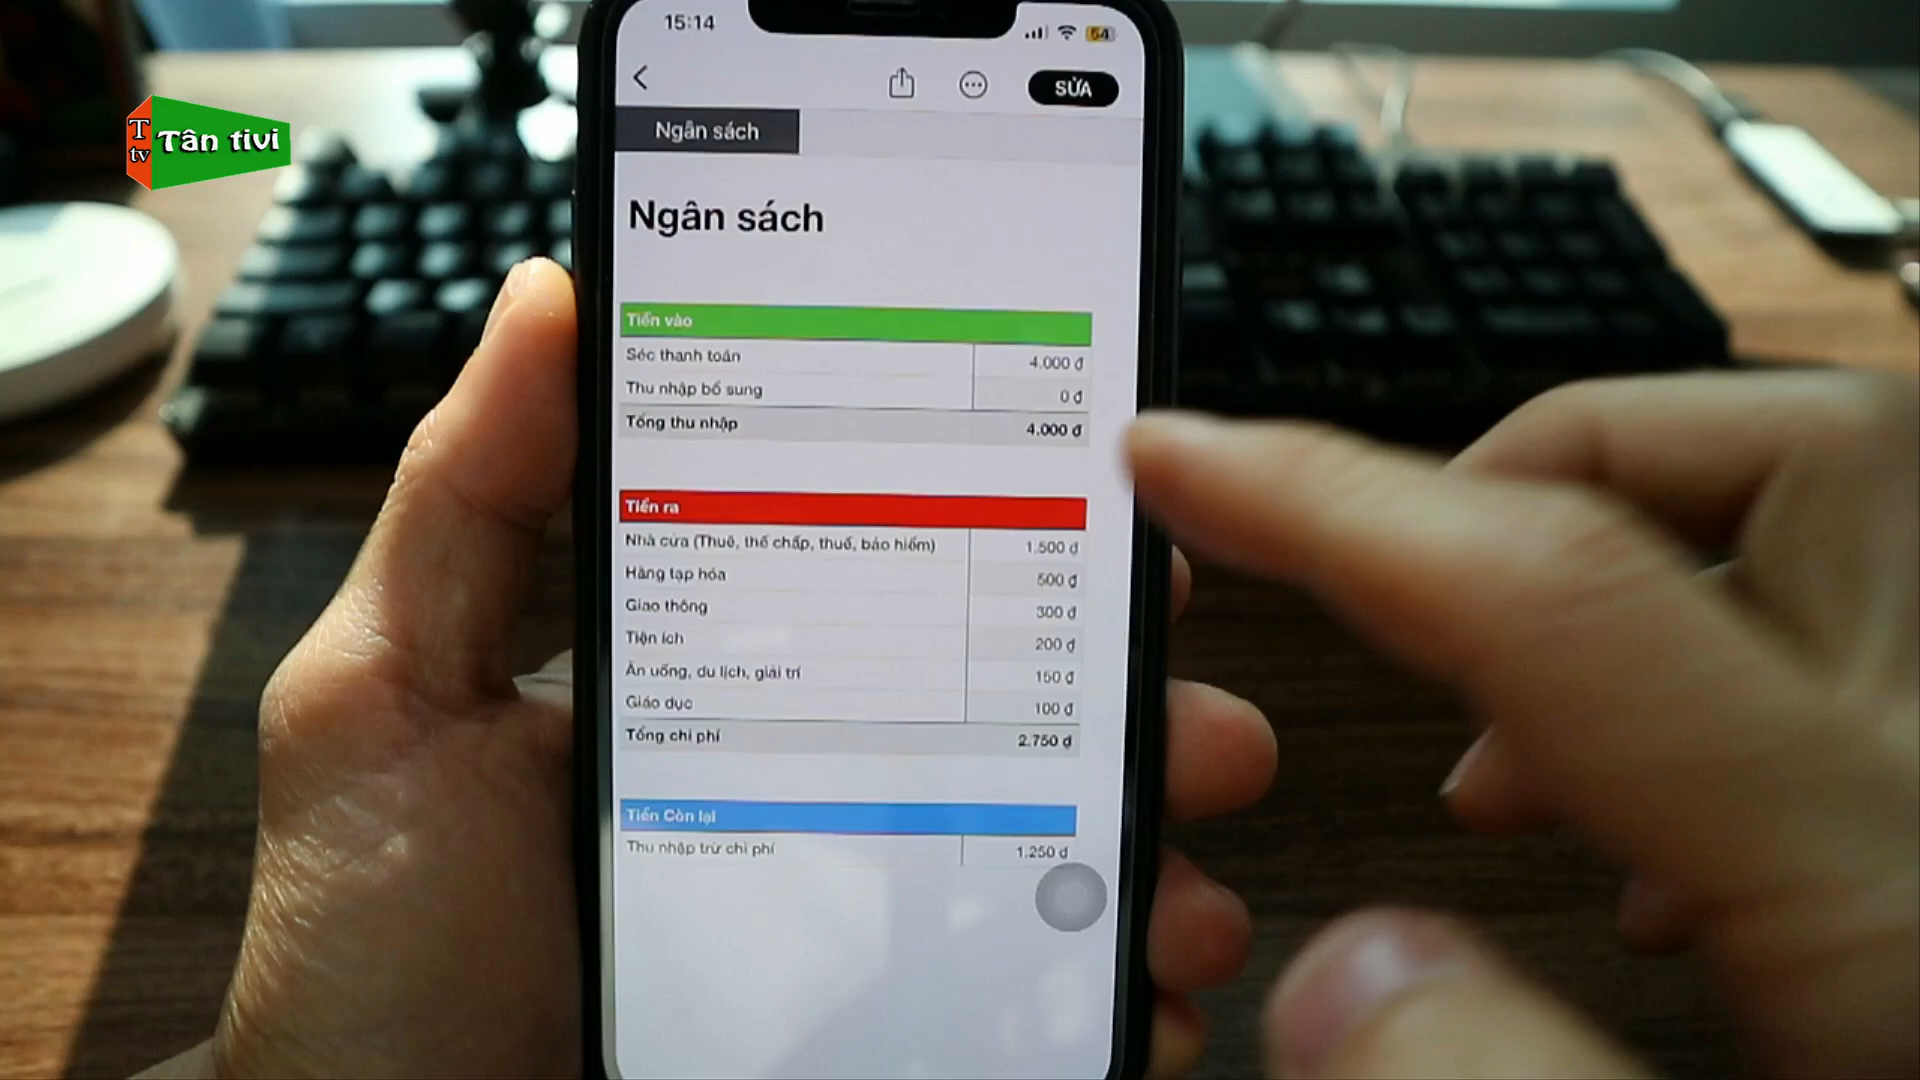 15:14
54
SỬA
Ngân sách
T
tv
Tân tivi
Ngân sách
Tiền vào
Séc thanh toán 4.000 đ
Thu nhập bổ sung 0 đ
Tổng thu nhập 4.000 đ
Tiền ra
Nhà cửa (Thuê, thế chấp, thuế, bảo hiểm) 1.500 đ
Hàng tạp hóa 500 đ
Giao thông 300 đ
Tiện ích 200 đ
Ăn uống, du lịch, giải trí 150 đ
Giáo dục 100 đ
Tổng chi phí 2.750 đ
Tiền Còn lại
Thu nhập trừ chi phí 1.250 đ